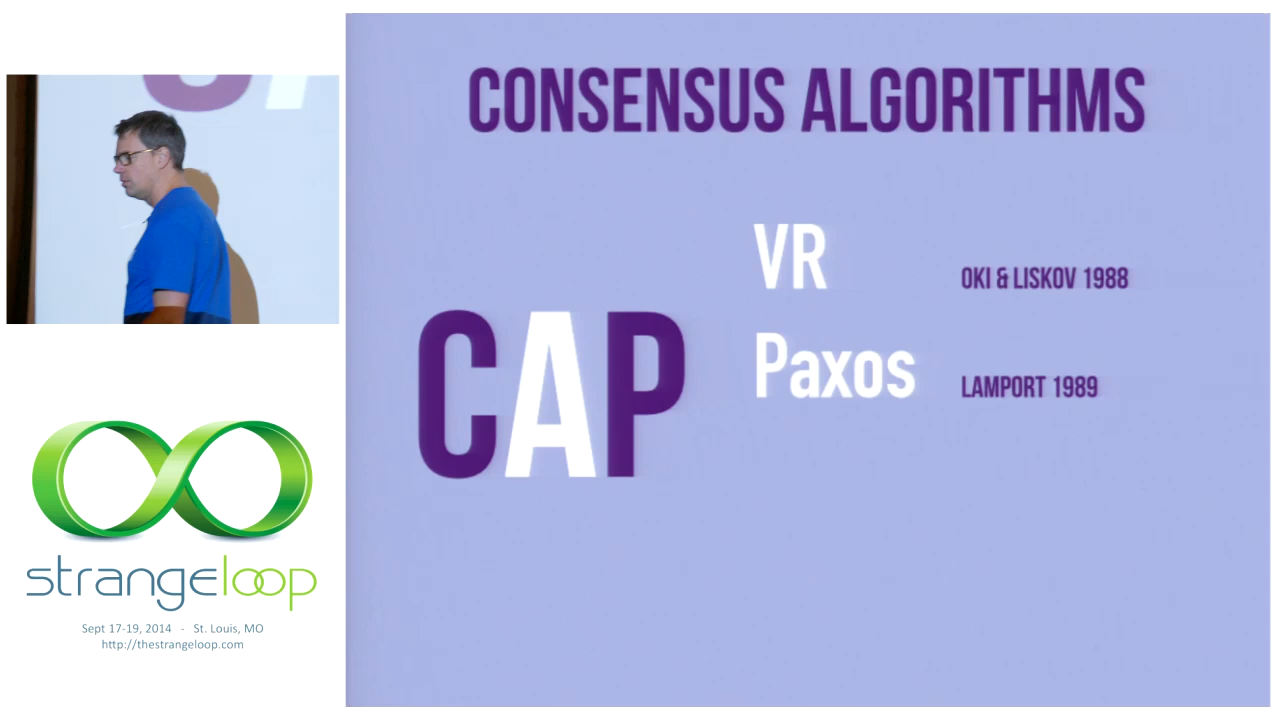 CONSENSUS ALGORITHMS
VR
OKI & LISKOV 1988
CAP
Paxos
LAMPORT 1989
strangeloop
Sept 17-19, 2014 - St. Louis, MO
http://thestrangeloop.com